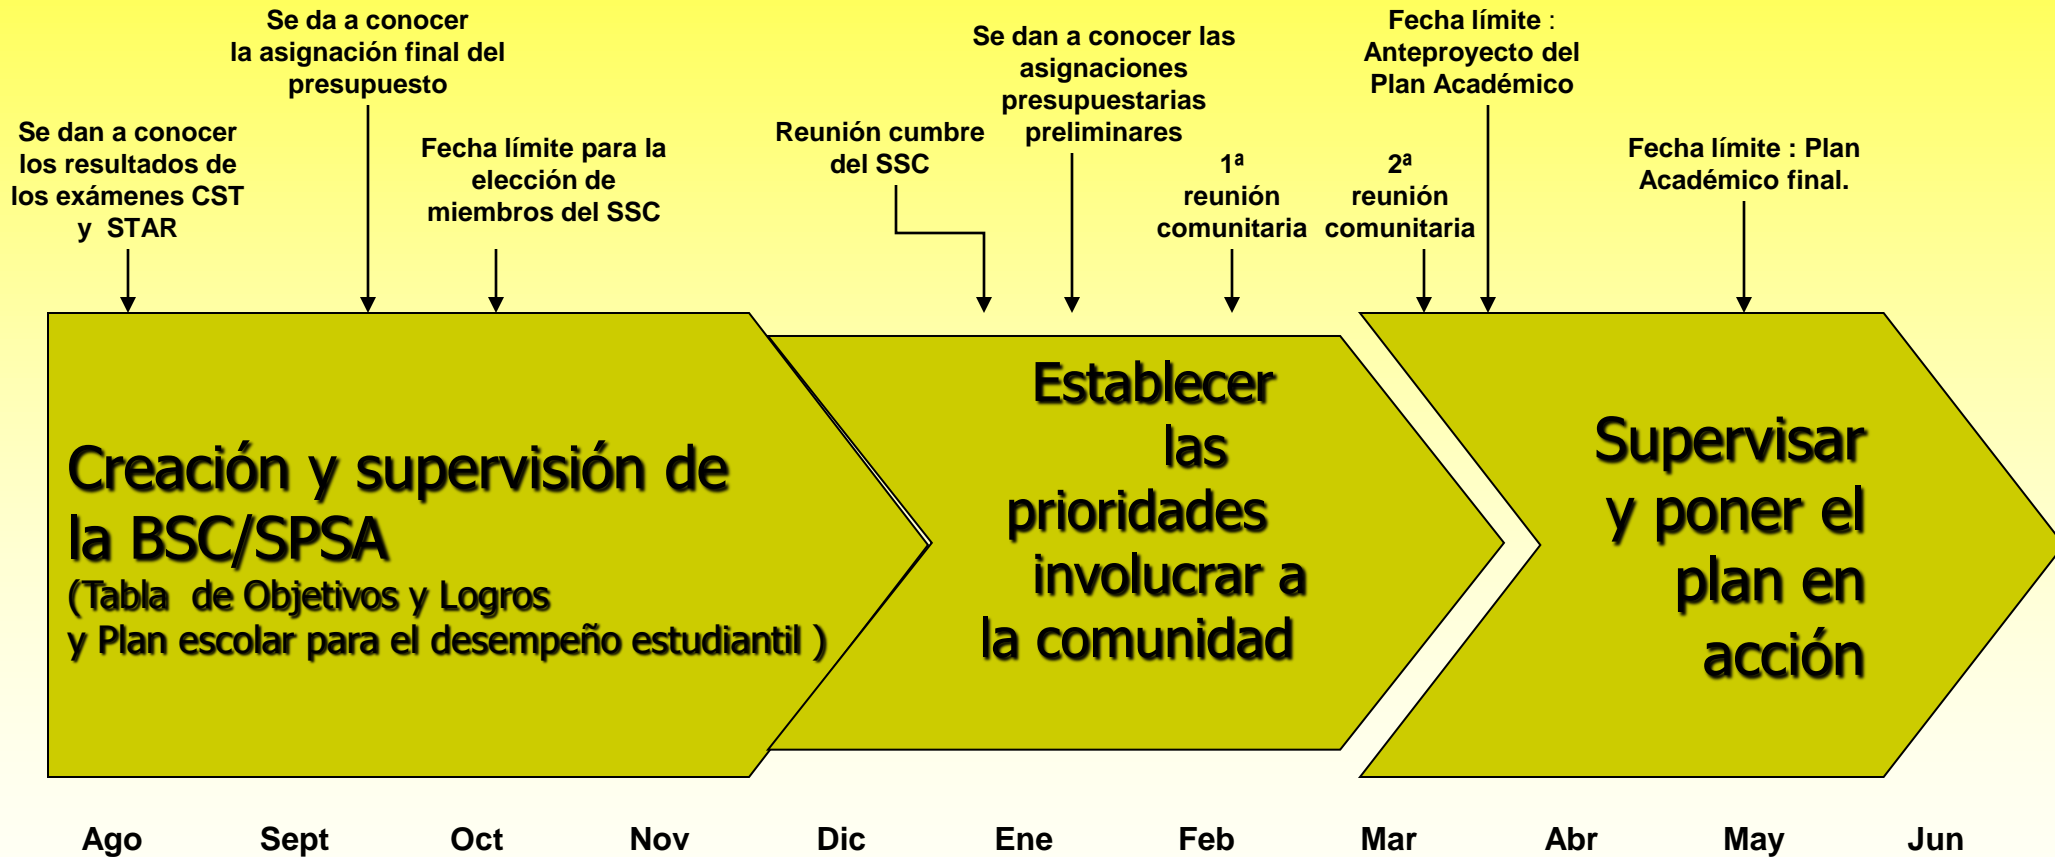 Se da a conocer
la asignación final del
presupuesto
Se dan a conocer
los resultados de
los exámenes CST
y STAR
Fecha límite para la
elección de
miembros del SSC
Reunión cumbre
del SSC
Se dan a conocer las
asignaciones
presupuestarias
preliminares
1ª
reunión
comunitaria
2ª
reunión
comunitaria
Fecha límite :
Anteproyecto del
Plan Académico
Fecha límite : Plan
Académico final.
Creación y supervisión de
la BSC/SPSA
(Tabla de Objetivos y Logros
y Plan escolar para el desempeño estudiantil )
Establecer
las
prioridades
involucrar a
la comunidad
Supervisar
y poner el
plan en
acción
Ago Sept Oct Nov Dic Ene Feb Mar Abr May Jun